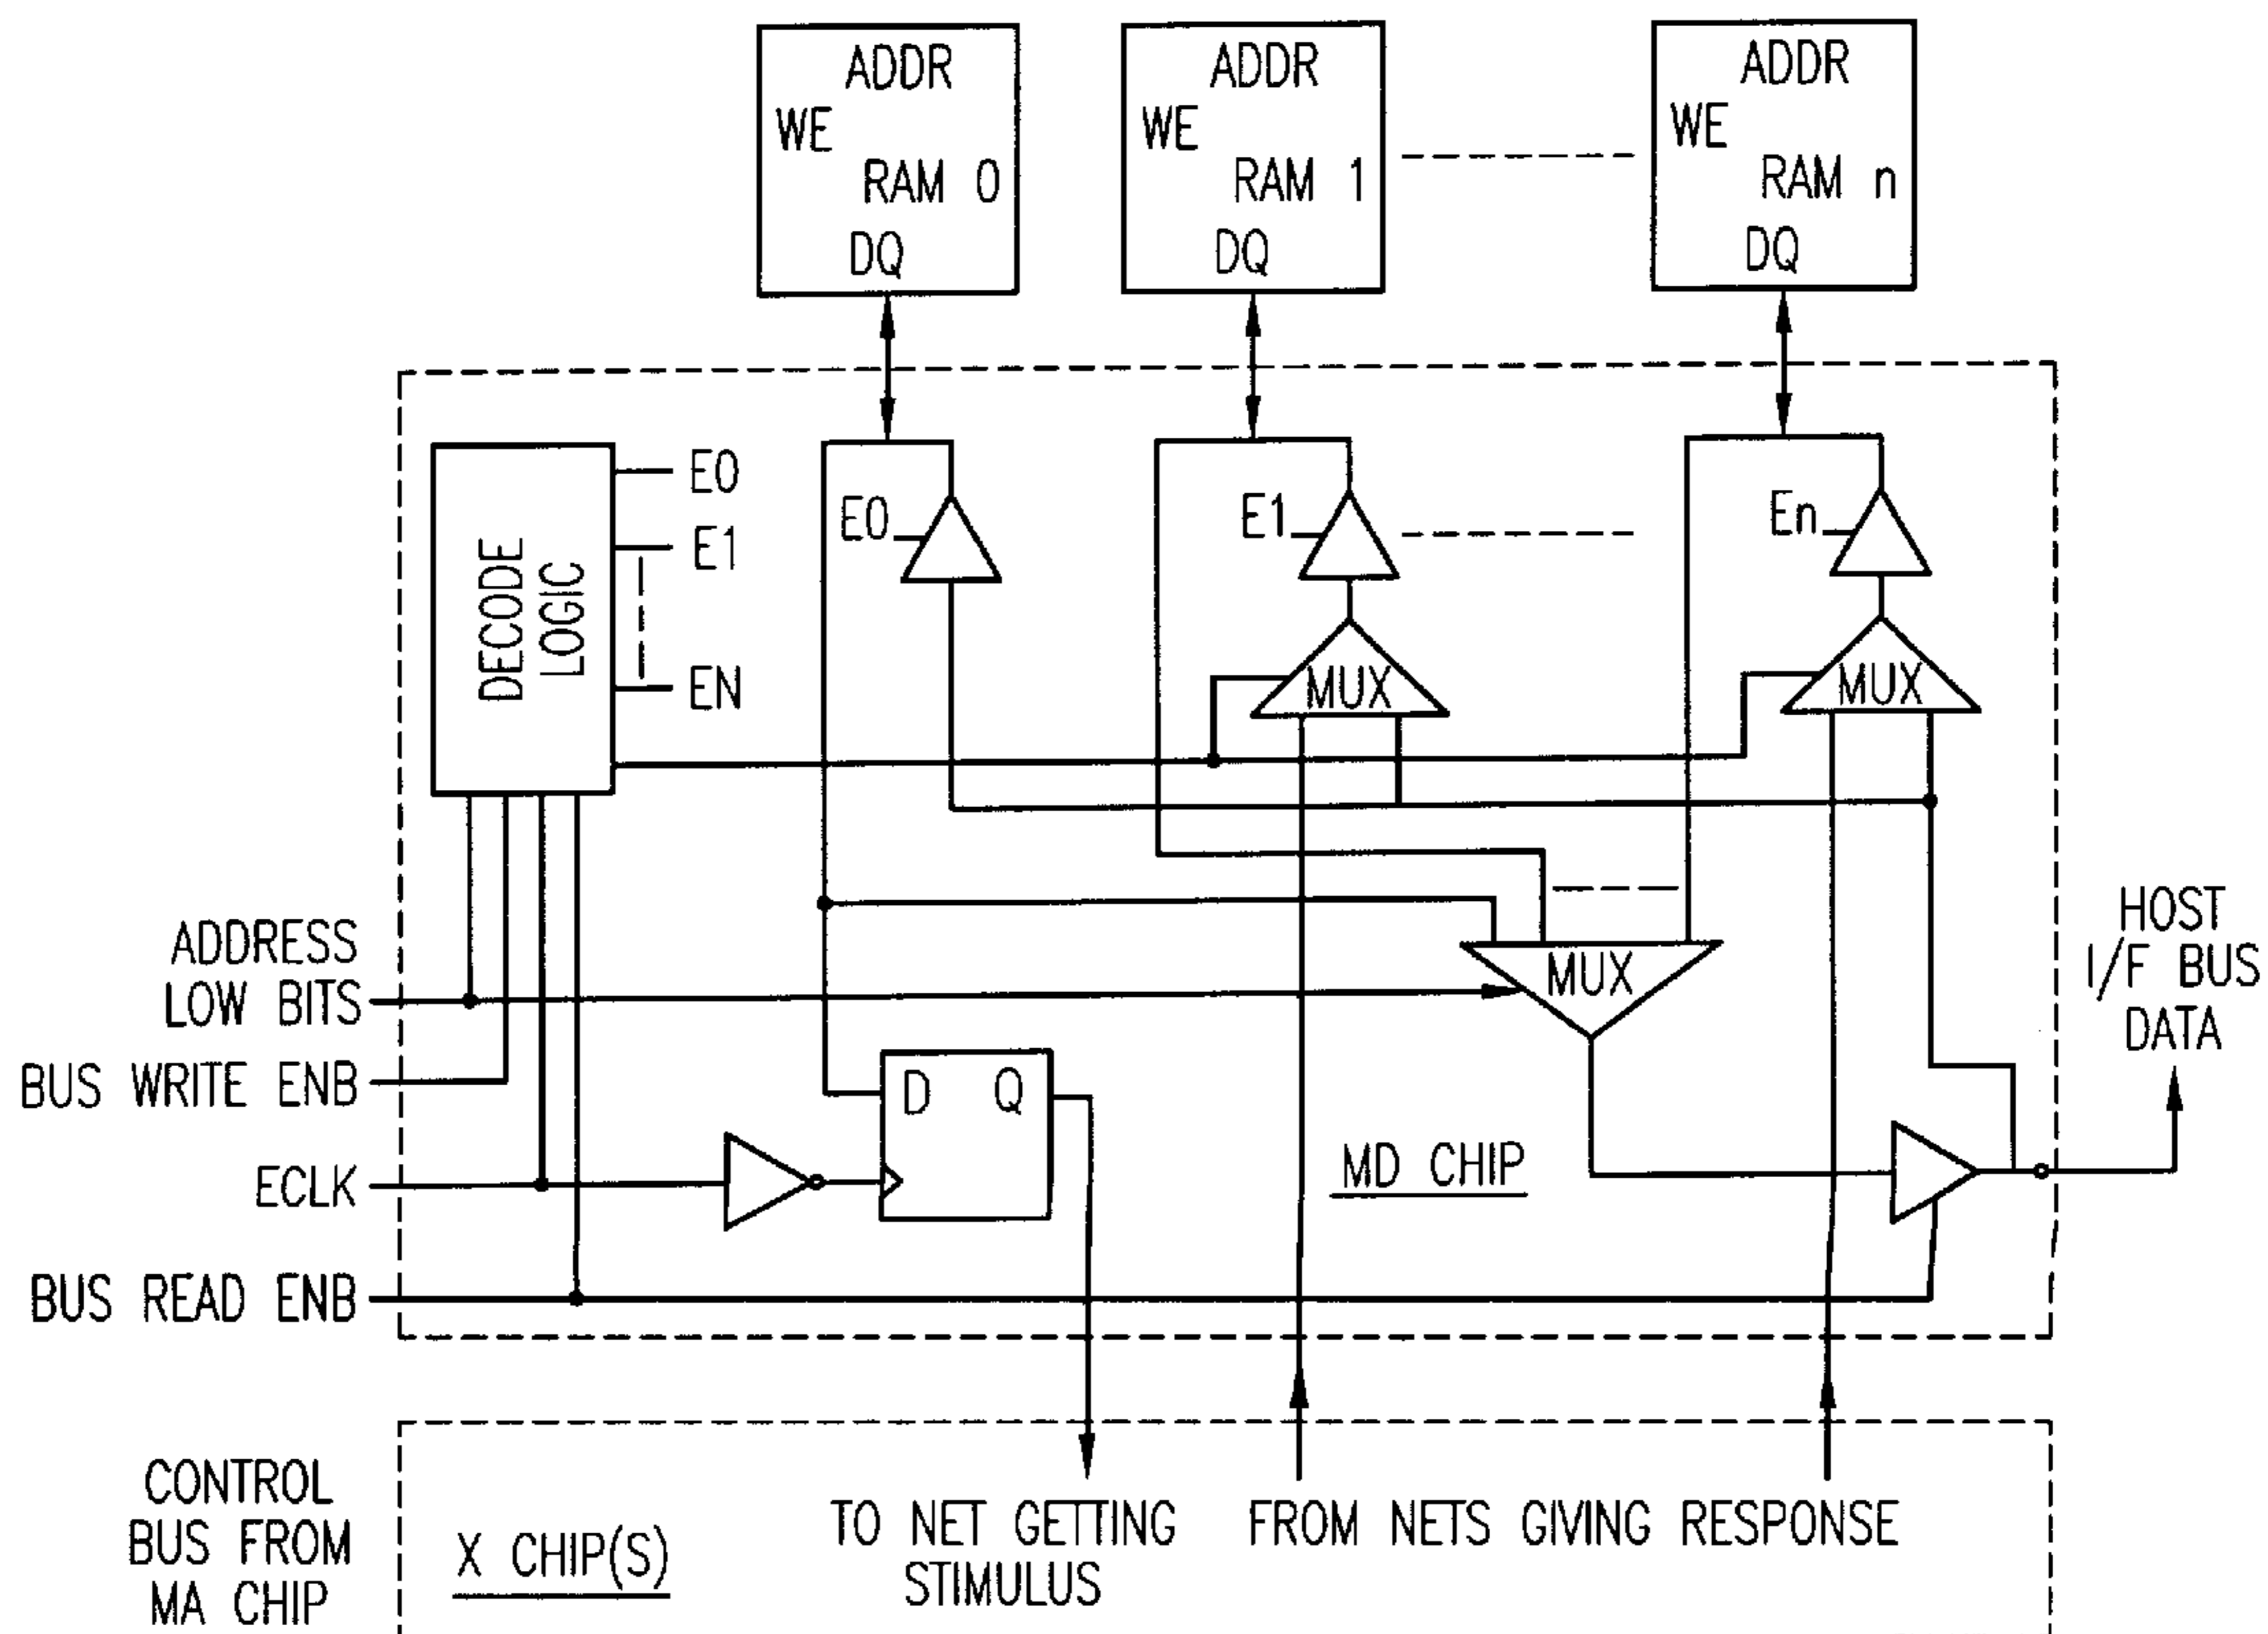 ADDR
WE
RAM 0
DQ
ADDR
WE
RAM 1
DQ
ADDR
WE
RAM n
DQ
DECODE
LOGIC
E0
E1
EN
E0
E1
En
MUX
MUX
MUX
ADDRESS
LOW BITS
BUS WRITE ENB
ECLK
BUS READ ENB
D Q
MD CHIP
HOST
I/F BUS
DATA
CONTROL
BUS FROM
MA CHIP
X CHIP(S)
TO NET GETTING
STIMULUS
FROM NETS GIVING RESPONSE